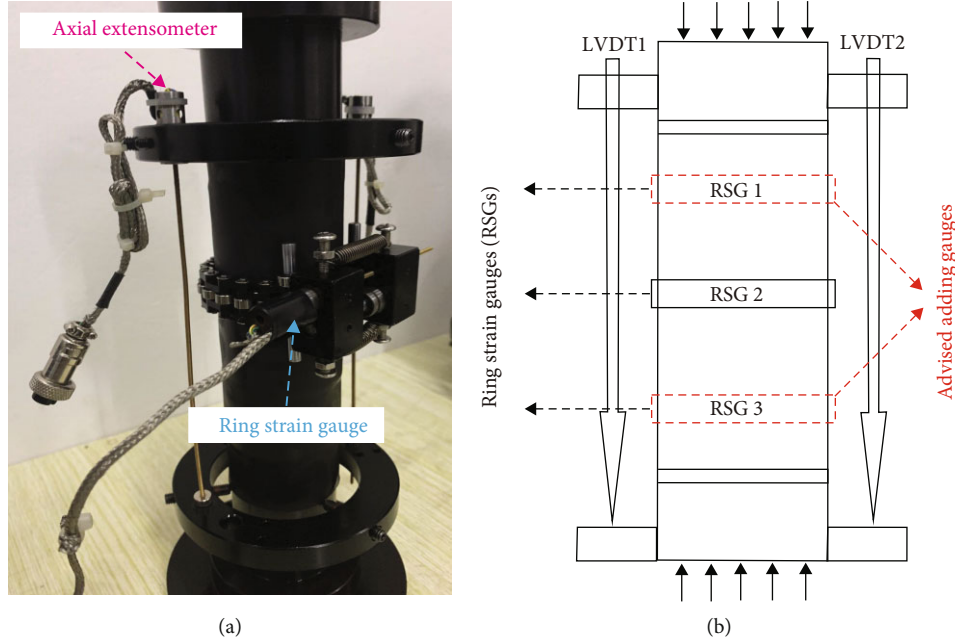 Axial extensometer
Ring strain gauge
(a)
LVDT1
LVDT2
Ring strain gauges (RSGs)
RSG 1
RSG 2
RSG 3
Advised adding gauges
(b)